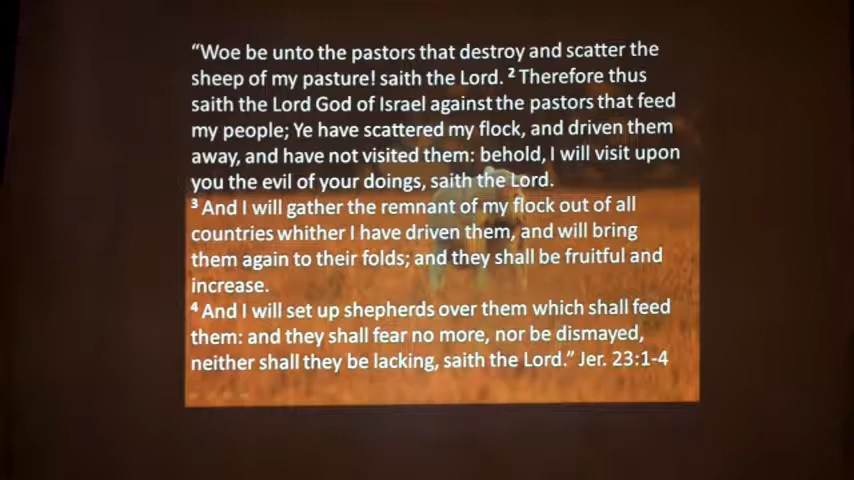 “Woe be unto the pastors that destroy and scatter the
sheep of my pasture! saith the Lord. ² Therefore thus
saith the Lord God of Israel against the pastors that feed
my people; Ye have scattered my flock, and driven them
away, and have not visited them: behold, I will visit upon
you the evil of your doings, saith the Lord.
³ And I will gather the remnant of my flock out of all
countries whither I have driven them, and will bring
them again to their folds; and they shall be fruitful and
increase.
⁴ And I will set up shepherds over them which shall feed
them: and they shall fear no more, nor be dismayed,
neither shall they be lacking, saith the Lord.” Jer. 23:1-4